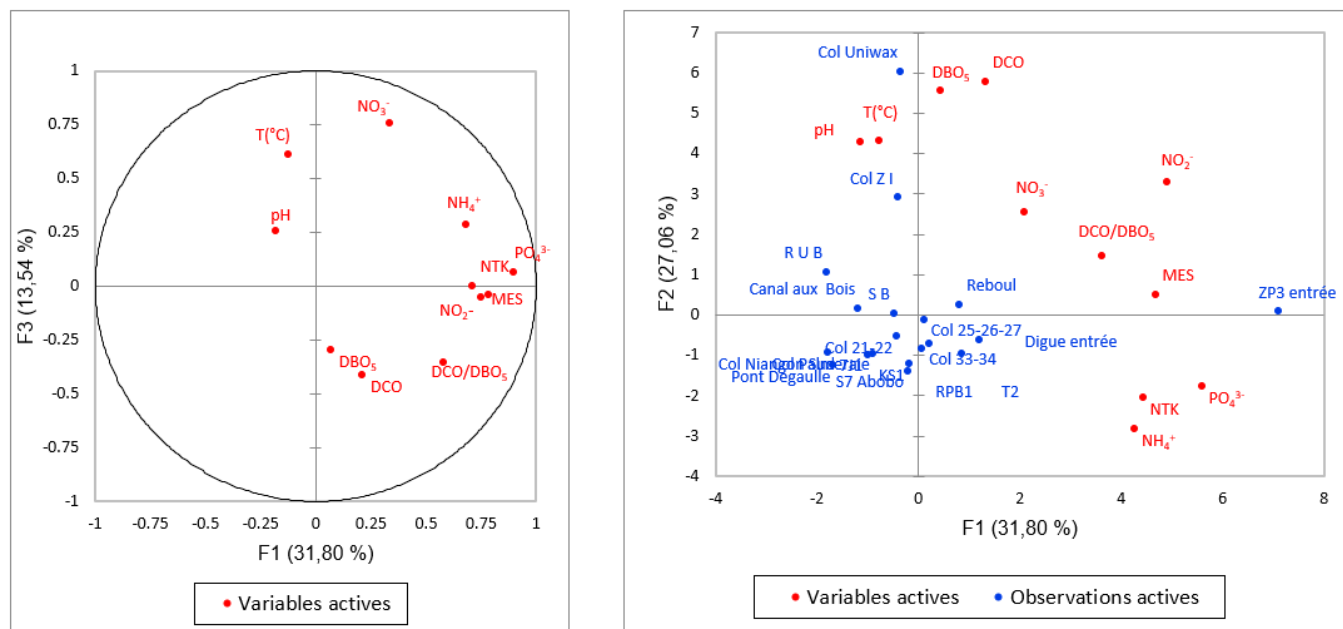 1
0.75
0.5
0.25
0
-0.25
-0.5
-0.75
-1
-1
-0.75
-0.5
-0.25
0
0.25
0.5
0.75
1
F3 (13,54 %)
F1 (31,80 %)
NO₃⁻
T(°C)
NH₄⁺
pH
PO₄³⁻
NTK
MES
NO₂-
DBO₅
DCO/DBO₅
DCO
Variables actives
7
6
5
4
3
2
1
0
-1
-2
-3
-4
-4
-2
0
2
4
6
8
F2 (27,06 %)
F1 (31,80 %)
Col Uniwax
DBO₅
DCO
T(°C)
pH
NO₂⁻
Col Z I
NO₃⁻
DCO/DBO₅
R U B
MES
Canal aux Bois
S B
Reboul
ZP3 entrée
Col 25-26-27
Digue entrée
Col 21-22
Col 33-34
Col Niangon
Pont Degaulle
S7 Abobo
KS1
RPB1
T2
PO₄³⁻
NTK
NH₄⁺
Variables actives
Observations actives